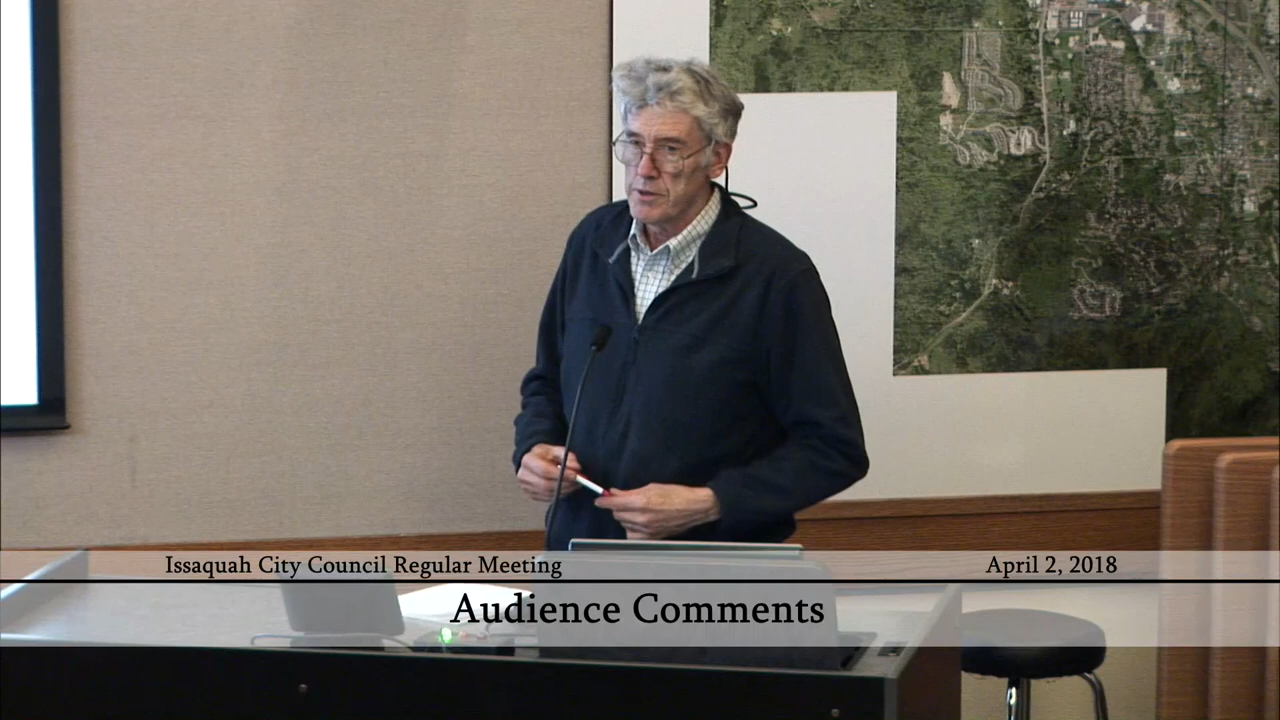 Issaquah City Council Regular Meeting
April 2, 2018
Audience Comments